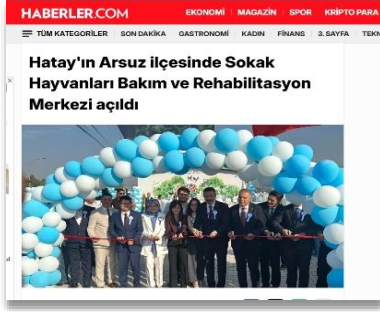 HABERLER.COM
EKONOMİ MAGAZİN SPOR KRİPTO PARA
TÜM KATEGORİLER SON DAKİKA GASTRONOMİ KADIN FİNANS 3. SAYFA TEKN
Hatay'ın Arsuz ilçesinde Sokak
Hayvanları Bakım ve Rehabilitasyon
Merkezi açıldı